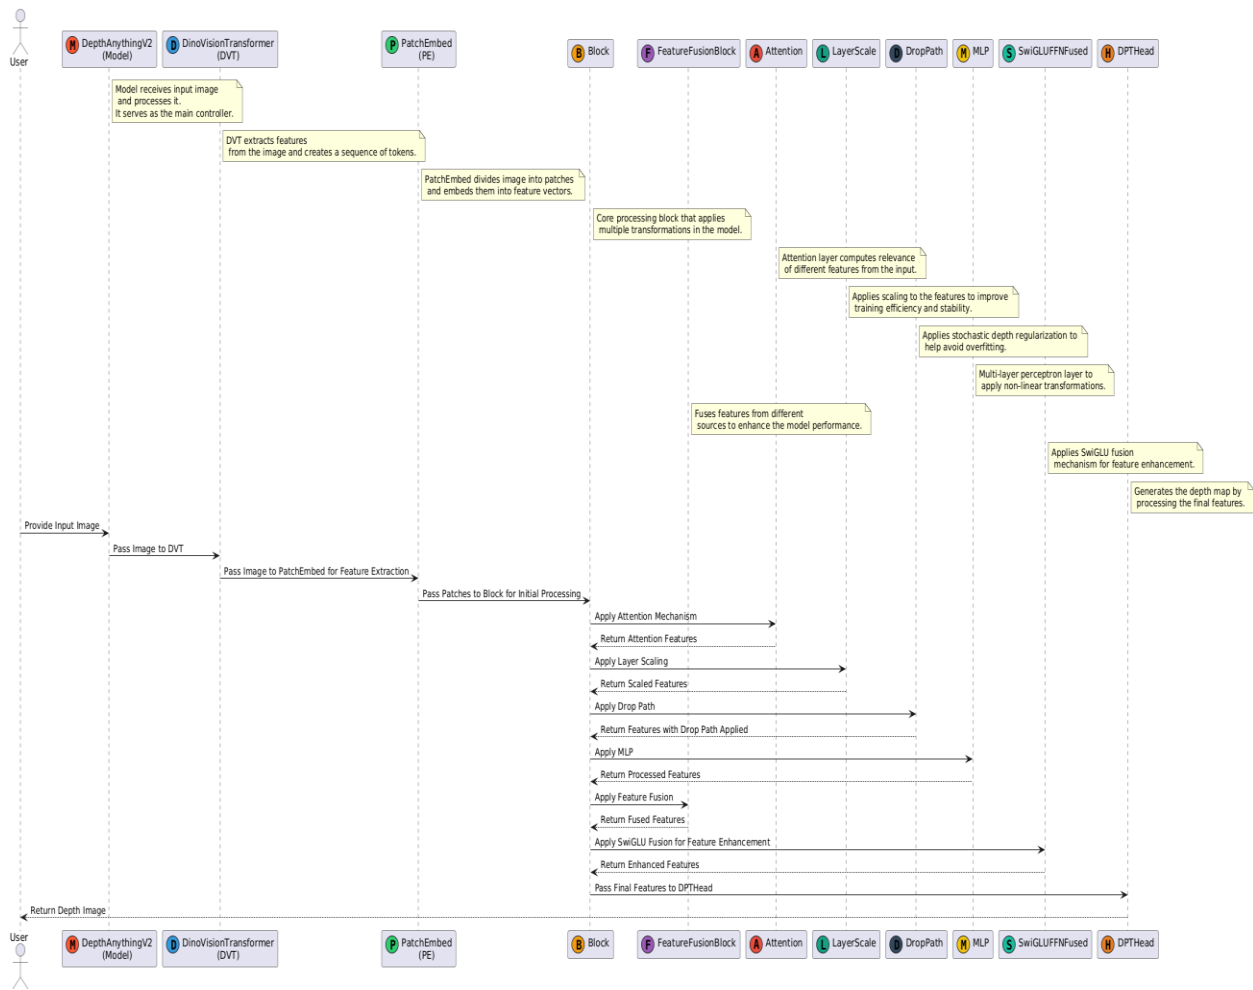 User
M DepthAnythingV2
(Model)
D DinoVisionTransformer
(DVT)
P PatchEmbed
(PE)
B Block
F FeatureFusionBlock
A Attention
L LayerScale
D DropPath
M MLP
S SwiGLUFFNFused
H DPTHead
Model receives input image
and processes it.
It serves as the main controller.
DVT extracts features
from the image and creates a sequence of tokens.
PatchEmbed divides image into patches
and embeds them into feature vectors.
Core processing block that applies
multiple transformations in the model.
Attention layer computes relevance
of different features from the input.
Applies scaling to the features to improve
training efficiency and stability.
Applies stochastic depth regularization to
help avoid overfitting.
Multi-layer perceptron layer to
apply non-linear transformations.
Fuses features from different
sources to enhance the model performance.
Applies SwiGLU fusion
mechanism for feature enhancement.
Generates the depth map by
processing the final features.
Provide Input Image
Pass Image to DVT
Pass Image to PatchEmbed for Feature Extraction
Pass Patches to Block for Initial Processing
Apply Attention Mechanism
Return Attention Features
Apply Layer Scaling
Return Scaled Features
Apply Drop Path
Return Features with Drop Path Applied
Apply MLP
Return Processed Features
Apply Feature Fusion
Return Fused Features
Apply SwiGLU Fusion for Feature Enhancement
Return Enhanced Features
Pass Final Features to DPTHead
Return Depth Image
User
M DepthAnythingV2
(Model)
D DinoVisionTransformer
(DVT)
P PatchEmbed
(PE)
B Block
F FeatureFusionBlock
A Attention
L LayerScale
D DropPath
M MLP
S SwiGLUFFNFused
H DPTHead